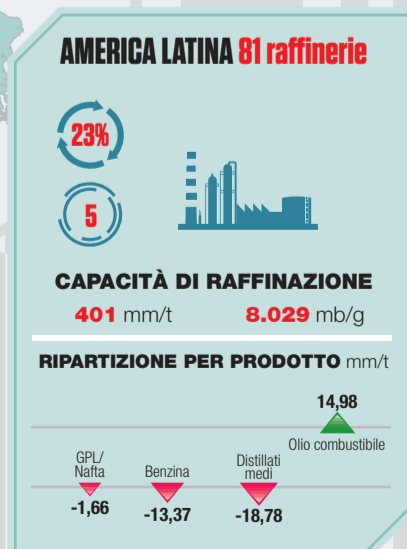 AMERICA LATINA 81 raffinerie
23%
5
CAPACITÀ DI RAFFINAZIONE
401 mm/t 8.029 mb/g
RIPARTIZIONE PER PRODOTTO mm/t
14,98
Olio combustibile
GPL/
Nafta
Benzina
Distillati
medi
-1,66
-13,37
-18,78